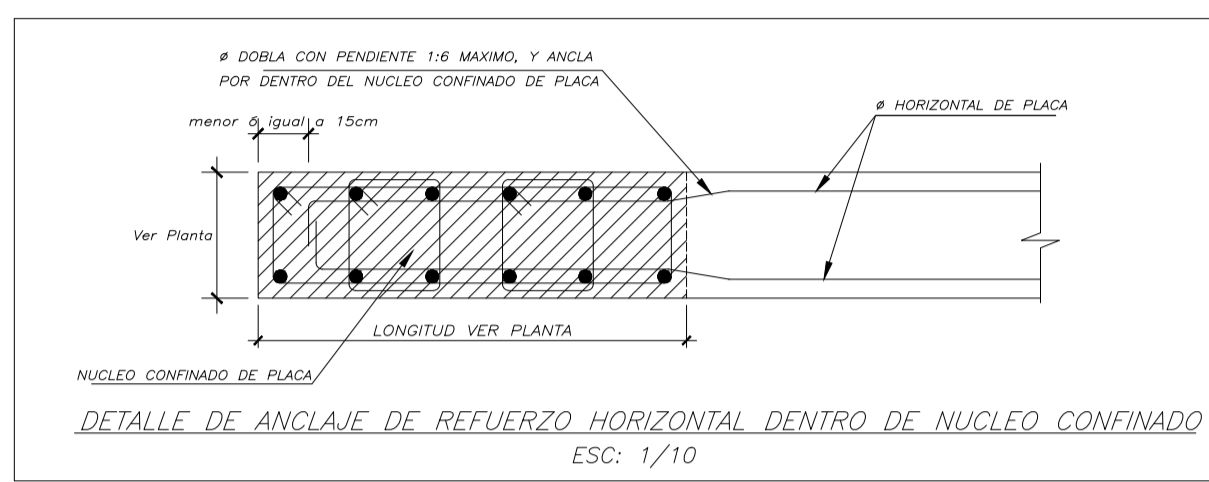 ø DOBLA CON PENDIENTE 1:6 MAXIMO, Y ANCLA
POR DENTRO DEL NUCLEO CONFINADO DE PLACA
ø HORIZONTAL DE PLACA
menor ó igual a 15cm
Ver Planta
LONGITUD VER PLANTA
NUCLEO CONFINADO DE PLACA
DETALLE DE ANCLAJE DE REFUERZO HORIZONTAL DENTRO DE NUCLEO CONFINADO
ESC: 1/10